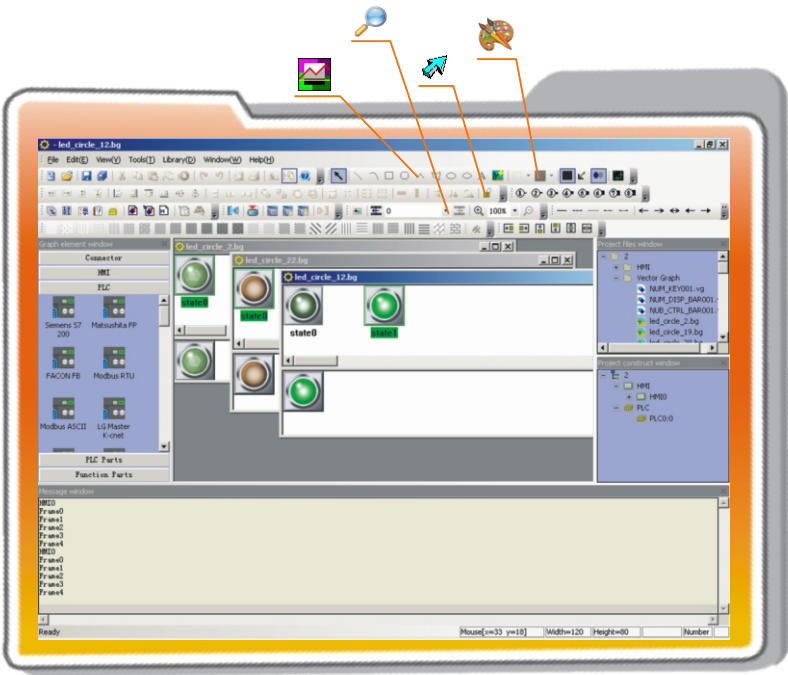 - led_circle_12.bg
File Edit(E) View(V) Tools(T) Library(D) Window(W) Help(H)
0
100%
Graph element window
Connector
HMI
PLC
Siemens S7
200
Matsushita FP
FACON FB
Modbus RTU
Modbus ASCII
LG Master
K-cnet
PLC Parts
Function Parts
led_circle_2.bg
state0
led_circle_22.bg
state0
led_circle_12.bg
state0
state1
Project files window
2
HMI
Vector Graph
NUM_KEY001.vg
NUM_DISP_BAR001.
NUB_CTRL_BAR001.
led_circle_2.bg
led_circle_19.bg
Project construct window
2
HMI
HMI0
PLC
PLC0:0
Message window
HMI0
Frame0
Frame1
Frame2
Frame3
Frame4
HMI0
Frame0
Frame1
Frame2
Frame3
Frame4
Ready
Mouse[x=33 y=18] Width=120 Height=80 Number